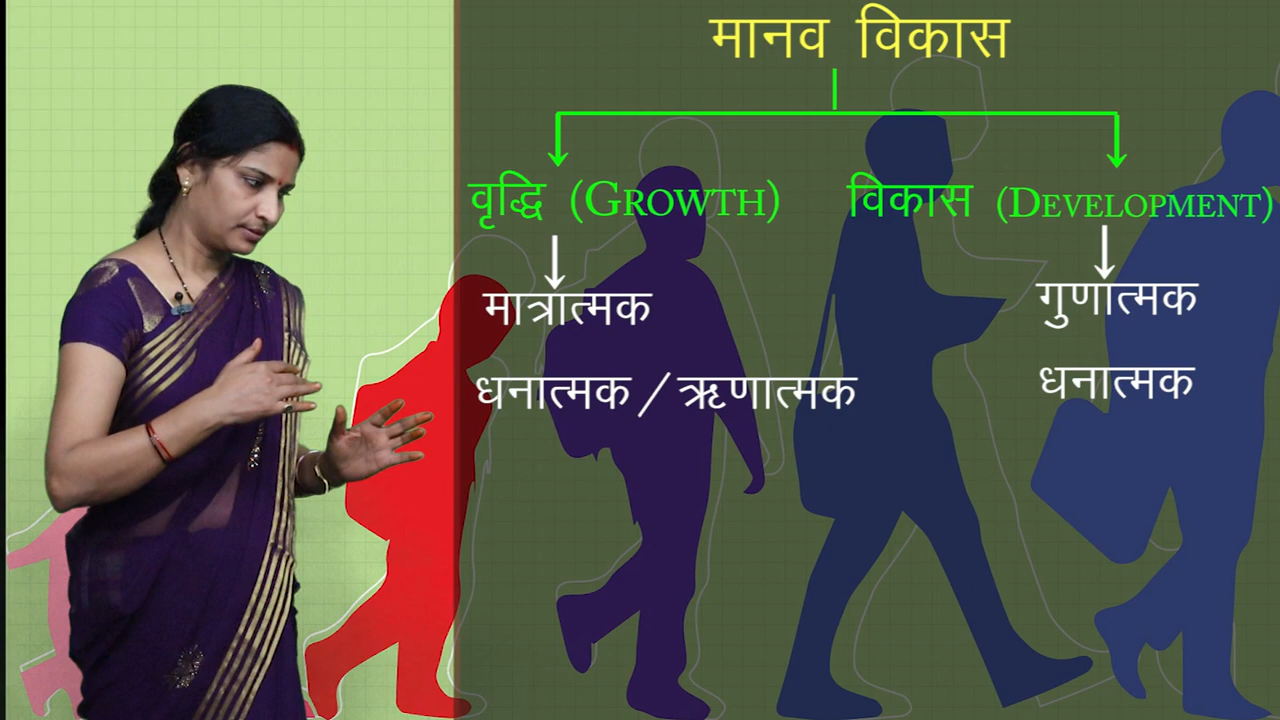 मानव विकास
वृद्धि (GROWTH) विकास (DEVELOPMENT)
मात्रात्मक गुणात्मक
धनात्मक / ऋणात्मक धनात्मक